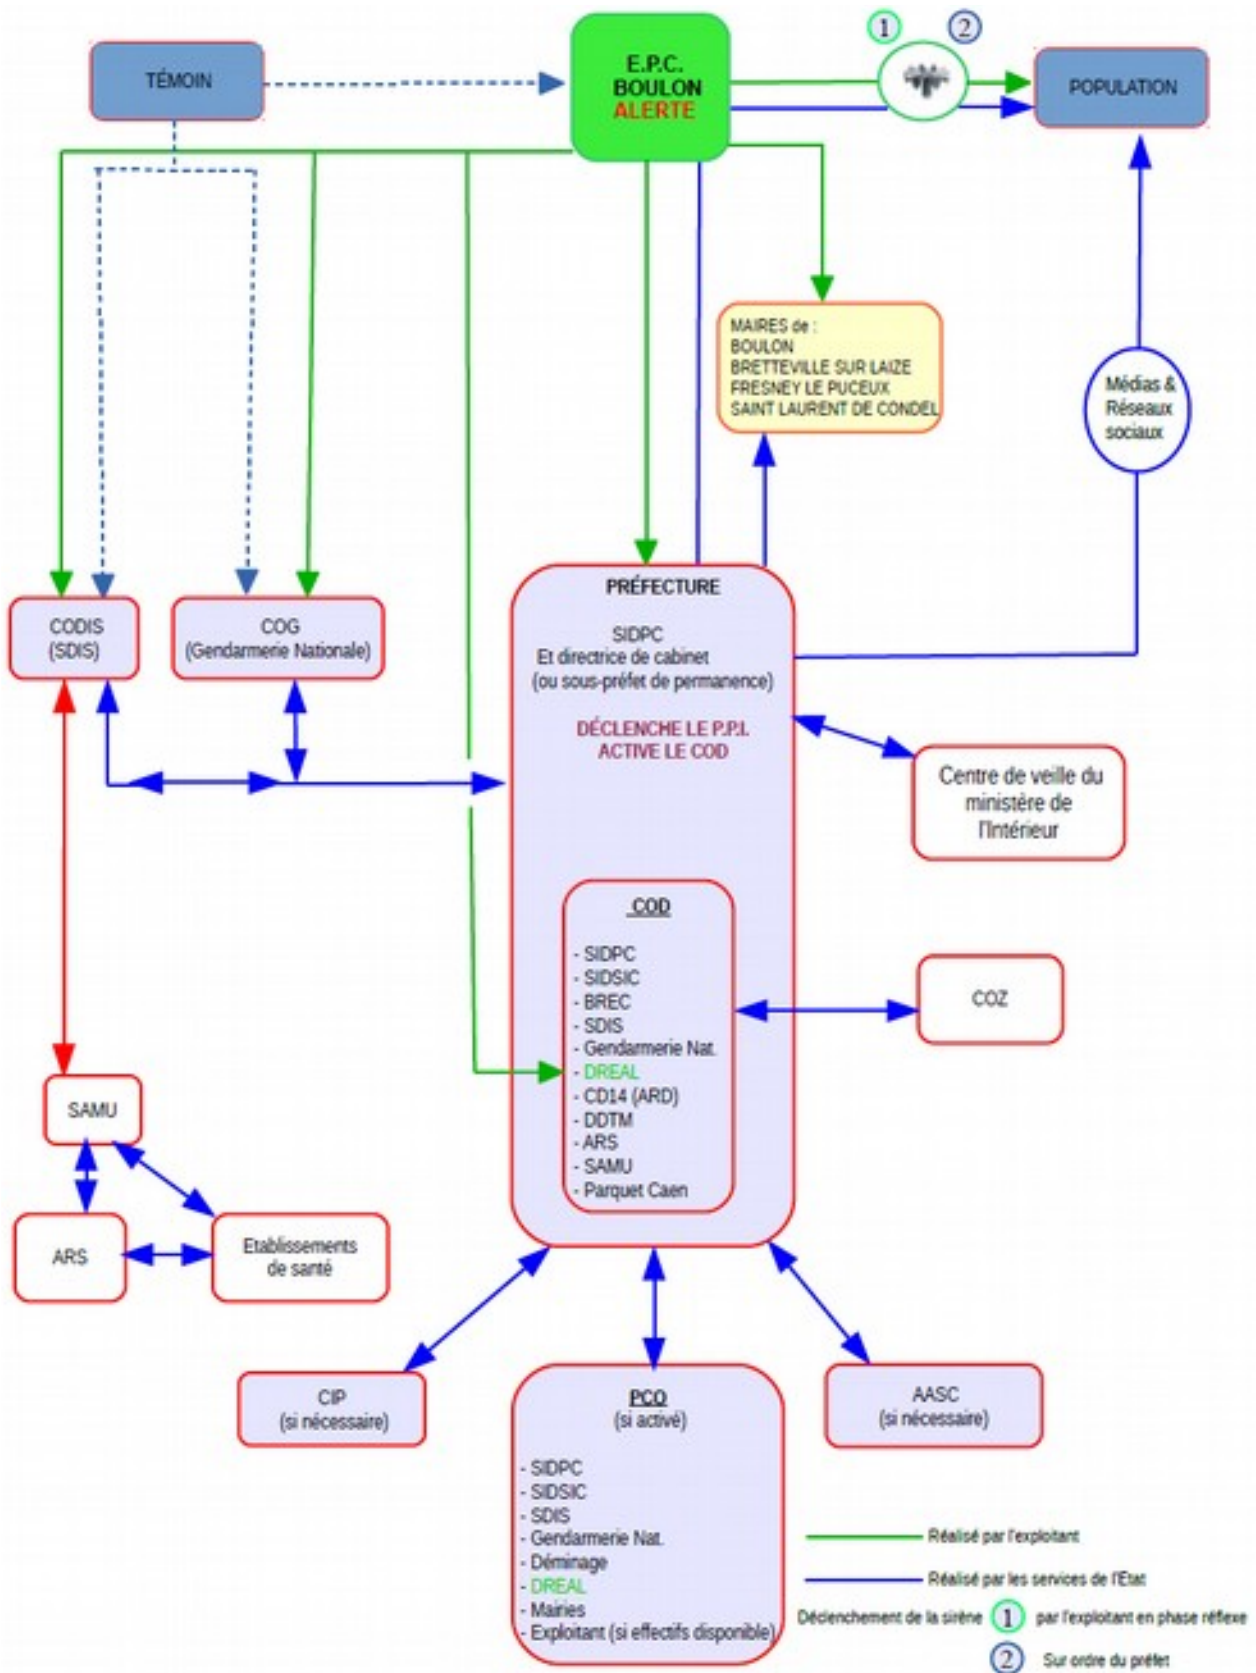 1
2
TÉMOIN
E.P.C.
BOULON
ALERTE
POPULATION
MAIRES de :
BOULON
BRETTEVILLE SUR LAIZE
FRESNEY LE PUCEUX
SAINT LAURENT DE CONDEL
Médias &
Réseaux
sociaux
CODIS
(SDIS)
COG
(Gendarmerie Nationale)
PRÉFECTURE
SIDPC
Et directrice de cabinet
(ou sous-préfet de permanence)
DÉCLENCHE LE P.P.I.
ACTIVE LE COD
Centre de veille du
ministère de
l'Intérieur
COD
- SIDPC
- SIDSIC
- BREC
- SDIS
- Gendarmerie Nat.
- DREAL
- CD14 (ARD)
- DDTM
- ARS
- SAMU
- Parquet Caen
COZ
SAMU
ARS
Etablissements
de santé
CIP
(si nécessaire)
PCO
(si activé)
- SIDPC
- SIDSIC
- SDIS
- Gendarmerie Nat.
- Déminage
- DREAL
- Mairies
- Exploitant (si effectifs disponible)
AASC
(si nécessaire)
Réalisé par l'exploitant
Réalisé par les services de l'Etat
Déclenchement de la sirène 1 par l'exploitant en phase réflexe
2 Sur ordre du préfet